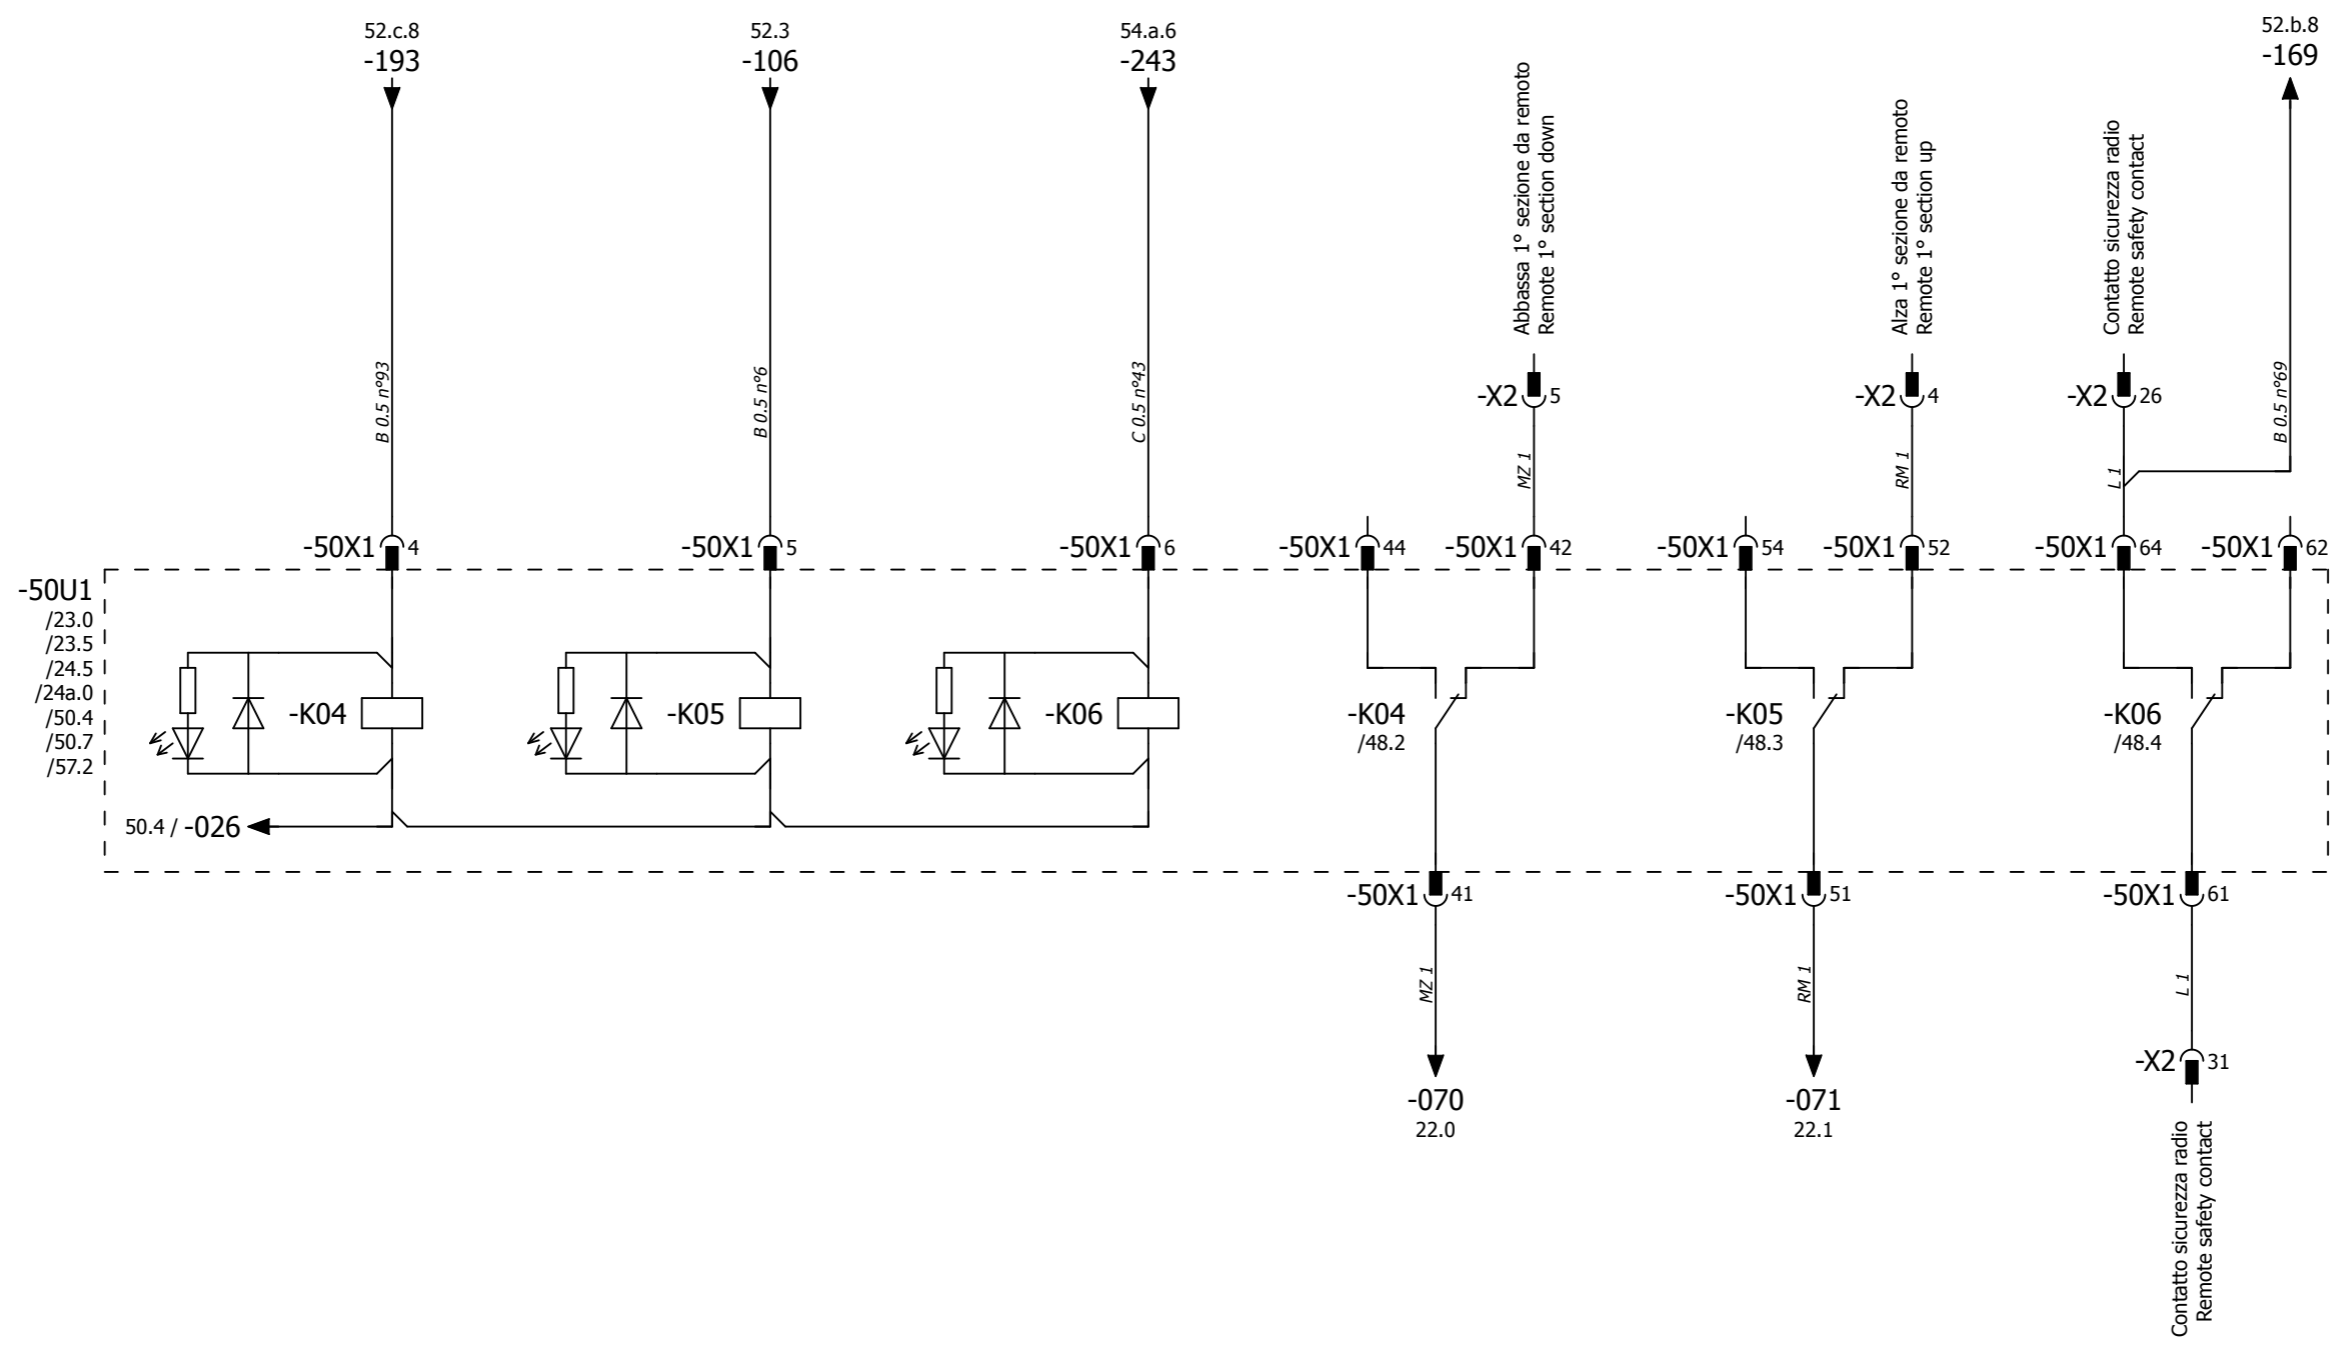 52.c.8
-193
52.3
-106
54.a.6
-243
52.b.8
-169
Abbassa 1° sezione da remoto
Remote 1° section down
Alza 1° sezione da remoto
Remote 1° section up
Contatto sicurezza radio
Remote safety contact
B 0.5 n°93
B 0.5 n°6
C 0.5 n°43
B 0.5 n°69
-X2 5
-X2 4
-X2 26
MZ 1
RM 1
L 1
-50X1 4
-50X1 5
-50X1 6
-50X1 44
-50X1 42
-50X1 54
-50X1 52
-50X1 64
-50X1 62
-50U1
/23.0
/23.5
/24.5
/24a.0
/50.4
/50.7
/57.2
-K04
-K05
-K06
-K04
/48.2
-K05
/48.3
-K06
/48.4
50.4 / -026
-50X1 41
-50X1 51
-50X1 61
MZ 1
RM 1
L 1
-X2 31
-070
22.0
-071
22.1
Contatto sicurezza radio
Remote safety contact